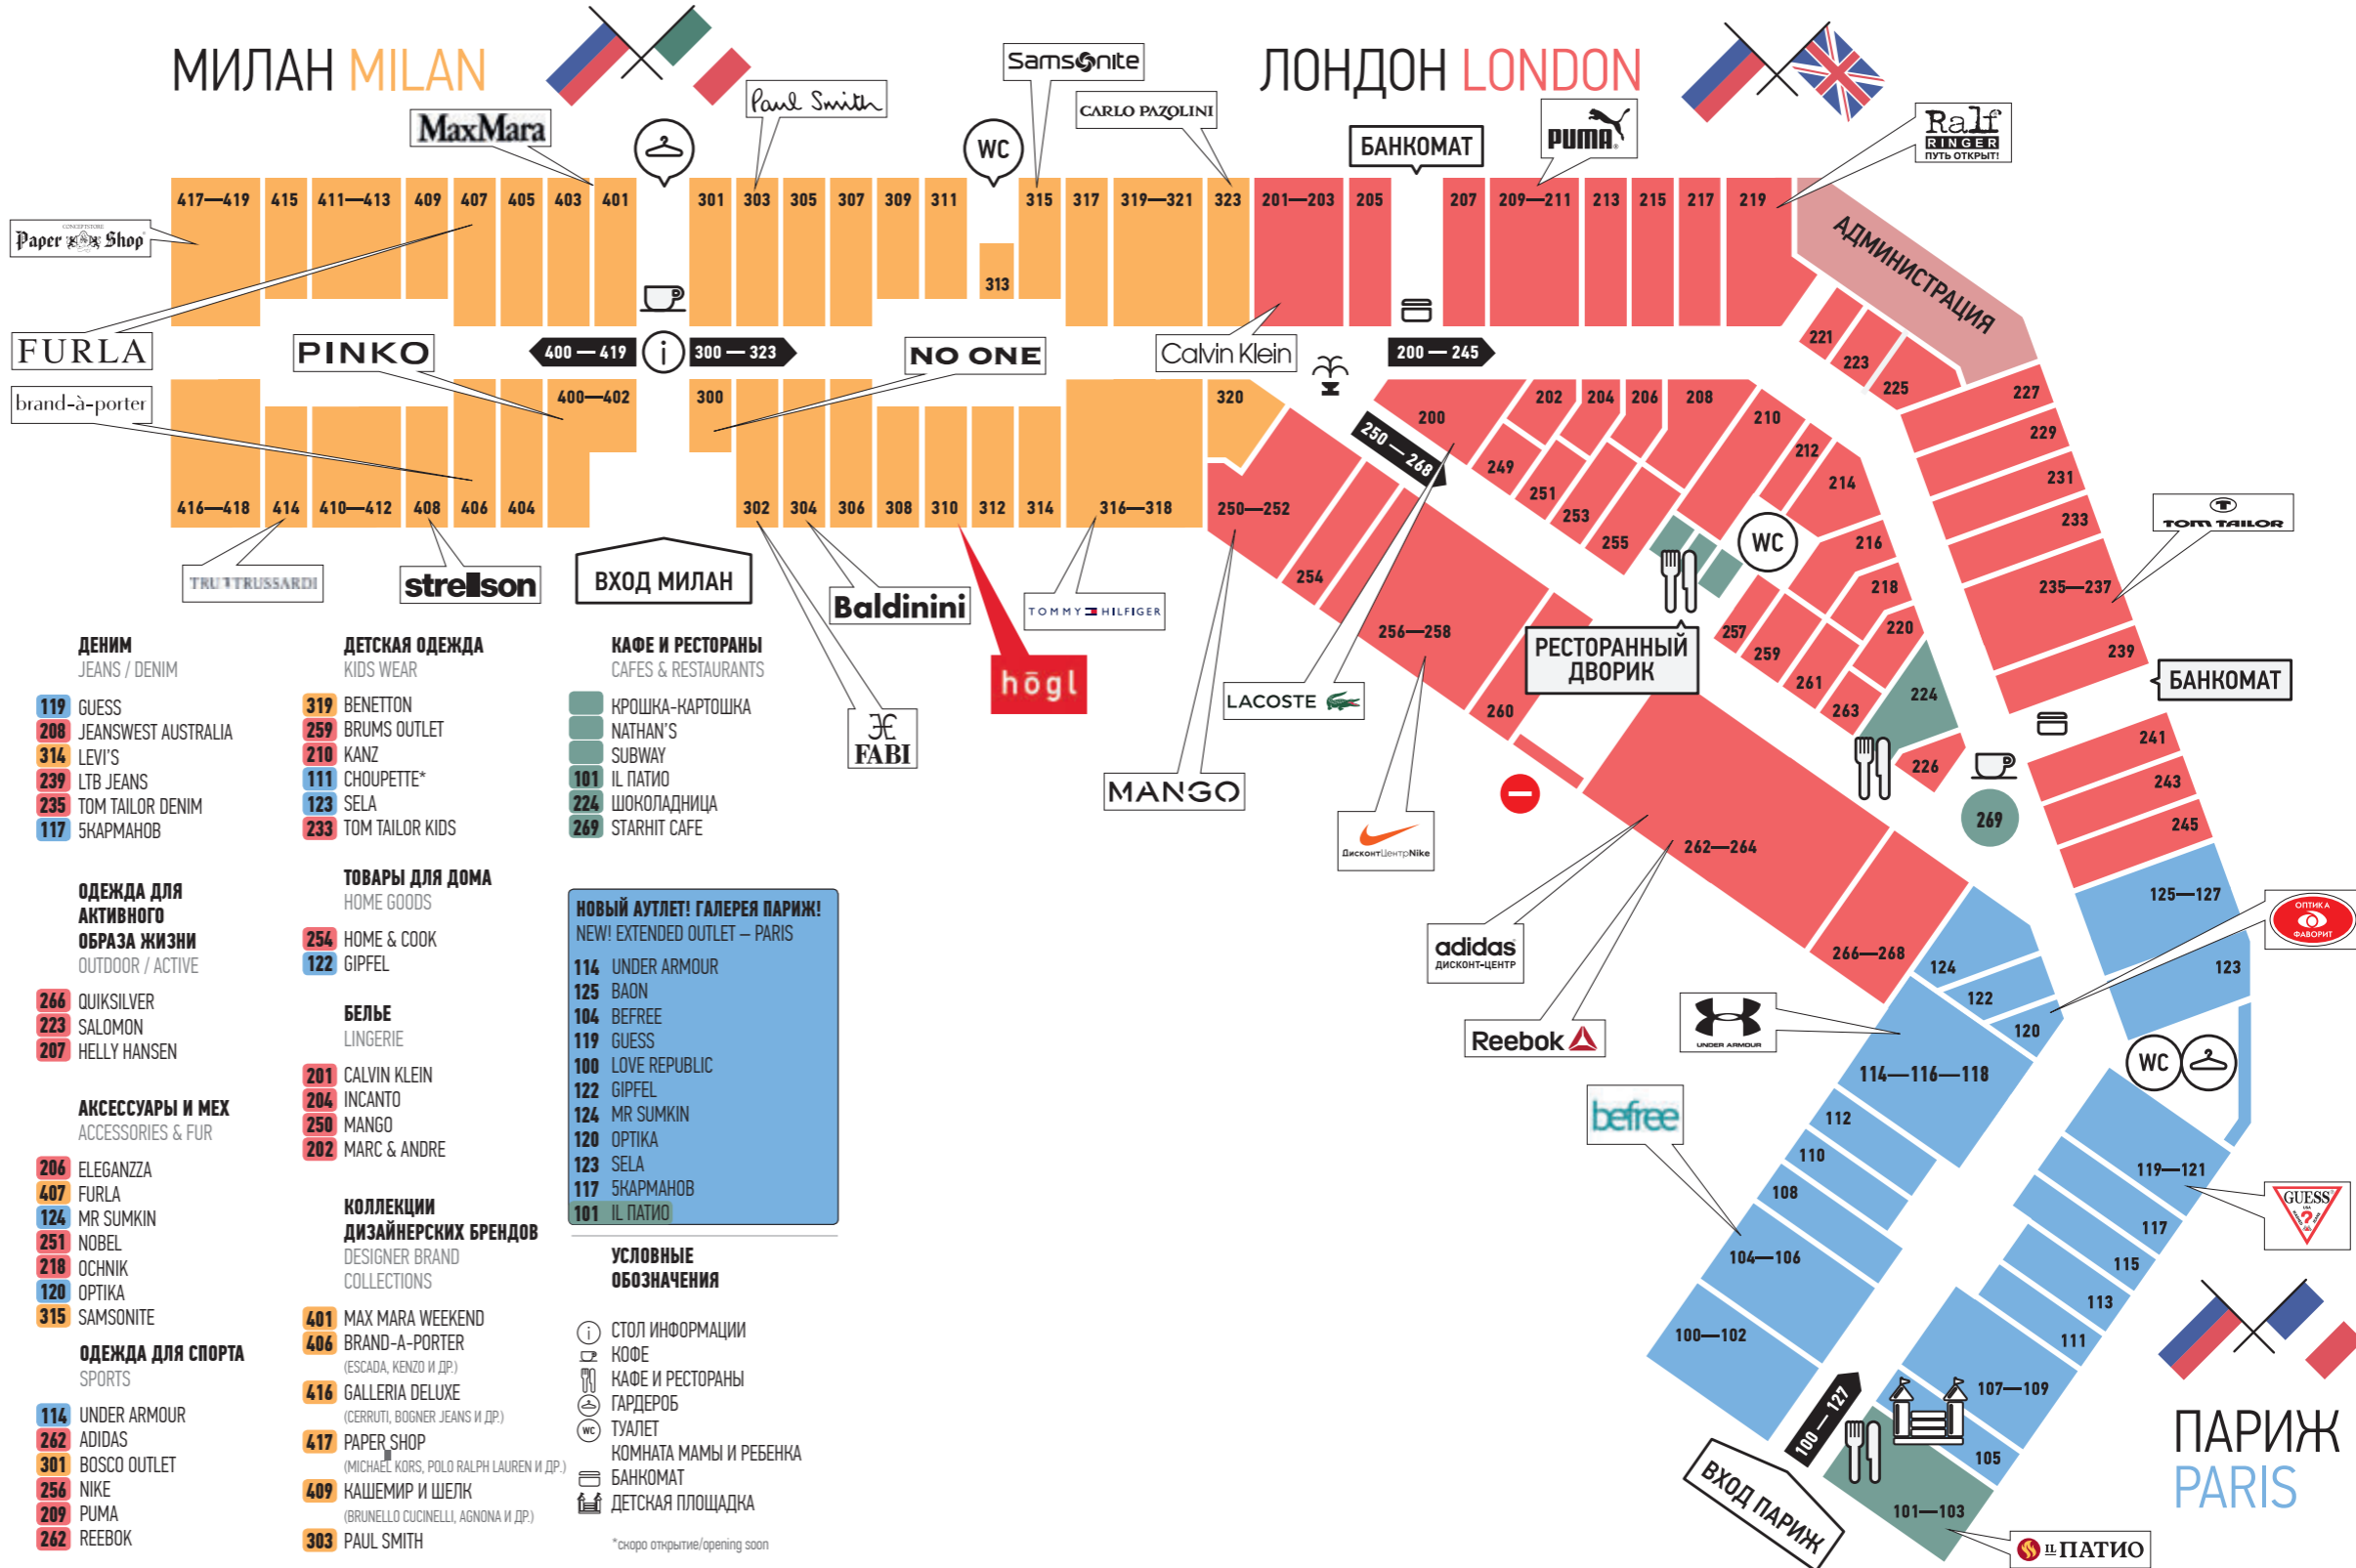 МИЛАН MILAN
ЛОНДОН LONDON
MaxMara
Paul Smith
WC
Samsonite
CARLO PAZOLINI
БАНКОМАТ
PUMA
Ralf
RINGER
ПУТЬ ОТКРЫТ!
417—419
415
411—413
409
407
405
403
401
301
303
305
307
309
311
313
315
317
319—321
323
201—203
205
207
209—211
213
215
217
219
АДМИНИСТРАЦИЯ
CONCEPTSTORE
Paper Shop
FURLA
brand-à-porter
PINKO
400 — 419
i
300 — 323
NO ONE
Calvin Klein
200 — 245
221
223
225
227
229
231
233
235—237
239
241
243
245
400—402
300
320
200
202
204
206
208
210
212
214
216
218
220
224
226
250 — 268
249
251
253
255
257
259
261
263
WC
416—418
414
410—412
408
406
404
302
304
306
308
310
312
314
316—318
250—252
254
256—258
260
262—264
266—268
269
TRU TRUSSARDI
strellson
ВХОД МИЛАН
Baldinini
FABI
högl
TOMMY HILFIGER
MANGO
LACOSTE
РЕСТОРАННЫЙ
ДВОРИК
TOM TAILOR
БАНКОМАТ
ДисконтЦентрNike
adidas
ДИСКОНТ-ЦЕНТР
Reebok
UNDER ARMOUR
befree
ОПТИКА
ФАВОРИТ
GUESS
USA
?
125—127
123
124
122
120
114—116—118
112
110
108
104—106
100—102
WC
119—121
117
115
113
111
107—109
105
101—103
100 — 127
ВХОД ПАРИЖ
IL ПАТИО
ПАРИЖ
PARIS
ДЕНИМ
JEANS / DENIM
119 GUESS
208 JEANSWEST AUSTRALIA
314 LEVI'S
239 LTB JEANS
235 TOM TAILOR DENIM
117 5КАРМАНОВ
ОДЕЖДА ДЛЯ
АКТИВНОГО
ОБРАЗА ЖИЗНИ
OUTDOOR / ACTIVE
266 QUIKSILVER
223 SALOMON
207 HELLY HANSEN
АКСЕССУАРЫ И МЕХ
ACCESSORIES & FUR
206 ELEGANZZA
407 FURLA
124 MR SUMKIN
251 NOBEL
218 OCHNIK
120 OPTIKA
315 SAMSONITE
ОДЕЖДА ДЛЯ СПОРТА
SPORTS
114 UNDER ARMOUR
262 ADIDAS
301 BOSCO OUTLET
256 NIKE
209 PUMA
262 REEBOK
ДЕТСКАЯ ОДЕЖДА
KIDS WEAR
319 BENETTON
259 BRUMS OUTLET
210 KANZ
111 CHOUPETTE*
123 SELA
233 TOM TAILOR KIDS
ТОВАРЫ ДЛЯ ДОМА
HOME GOODS
254 HOME & COOK
122 GIPFEL
БЕЛЬЕ
LINGERIE
201 CALVIN KLEIN
204 INCANTO
250 MANGO
202 MARC & ANDRE
КОЛЛЕКЦИИ
ДИЗАЙНЕРСКИХ БРЕНДОВ
DESIGNER BRAND
COLLECTIONS
401 MAX MARA WEEKEND
406 BRAND-A-PORTER
(ESCADA, KENZO И ДР.)
416 GALLERIA DELUXE
(CERRUTI, BOGNER JEANS И ДР.)
417 PAPER SHOP
(MICHAEL KORS, POLO RALPH LAUREN И ДР.)
409 КАШЕМИР И ШЕЛК
(BRUNELLO CUCINELLI, AGNONA И ДР.)
303 PAUL SMITH
КАФЕ И РЕСТОРАНЫ
CAFES & RESTAURANTS
КРОШКА-КАРТОШКА
NATHAN'S
SUBWAY
101 IL ПАТИО
224 ШОКОЛАДНИЦА
269 STARHIT CAFE
НОВЫЙ АУТЛЕТ! ГАЛЕРЕЯ ПАРИЖ!
NEW! EXTENDED OUTLET – PARIS
114 UNDER ARMOUR
125 BAON
104 BEFREE
119 GUESS
100 LOVE REPUBLIC
122 GIPFEL
124 MR SUMKIN
120 OPTIKA
123 SELA
117 5КАРМАНОВ
101 IL ПАТИО
УСЛОВНЫЕ
ОБОЗНАЧЕНИЯ
i СТОЛ ИНФОРМАЦИИ
КОФЕ
КАФЕ И РЕСТОРАНЫ
ГАРДЕРОБ
WC ТУАЛЕТ
КОМНАТА МАМЫ И РЕБЕНКА
БАНКОМАТ
ДЕТСКАЯ ПЛОЩАДКА
*скоро открытие/opening soon